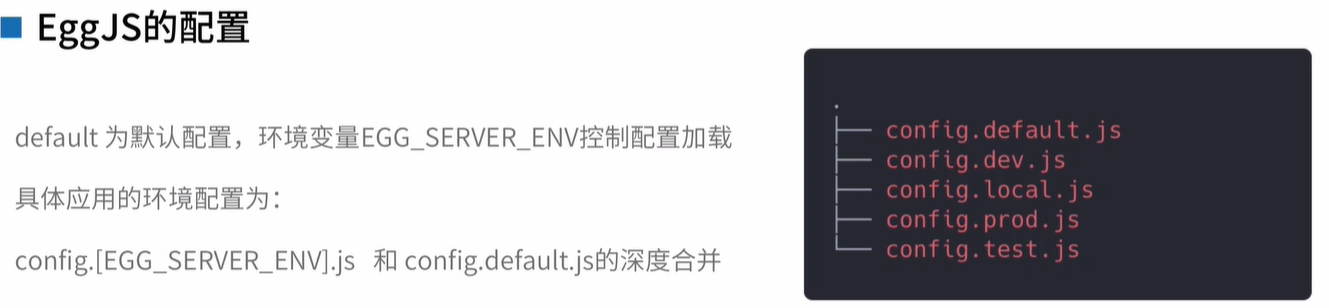 EggJS的配置
default 为默认配置，环境变量EGG_SERVER_ENV控制配置加载
具体应用的环境配置为：
config.[EGG_SERVER_ENV].js 和 config.default.js的深度合并
.
├── config.default.js
├── config.dev.js
├── config.local.js
├── config.prod.js
└── config.test.js